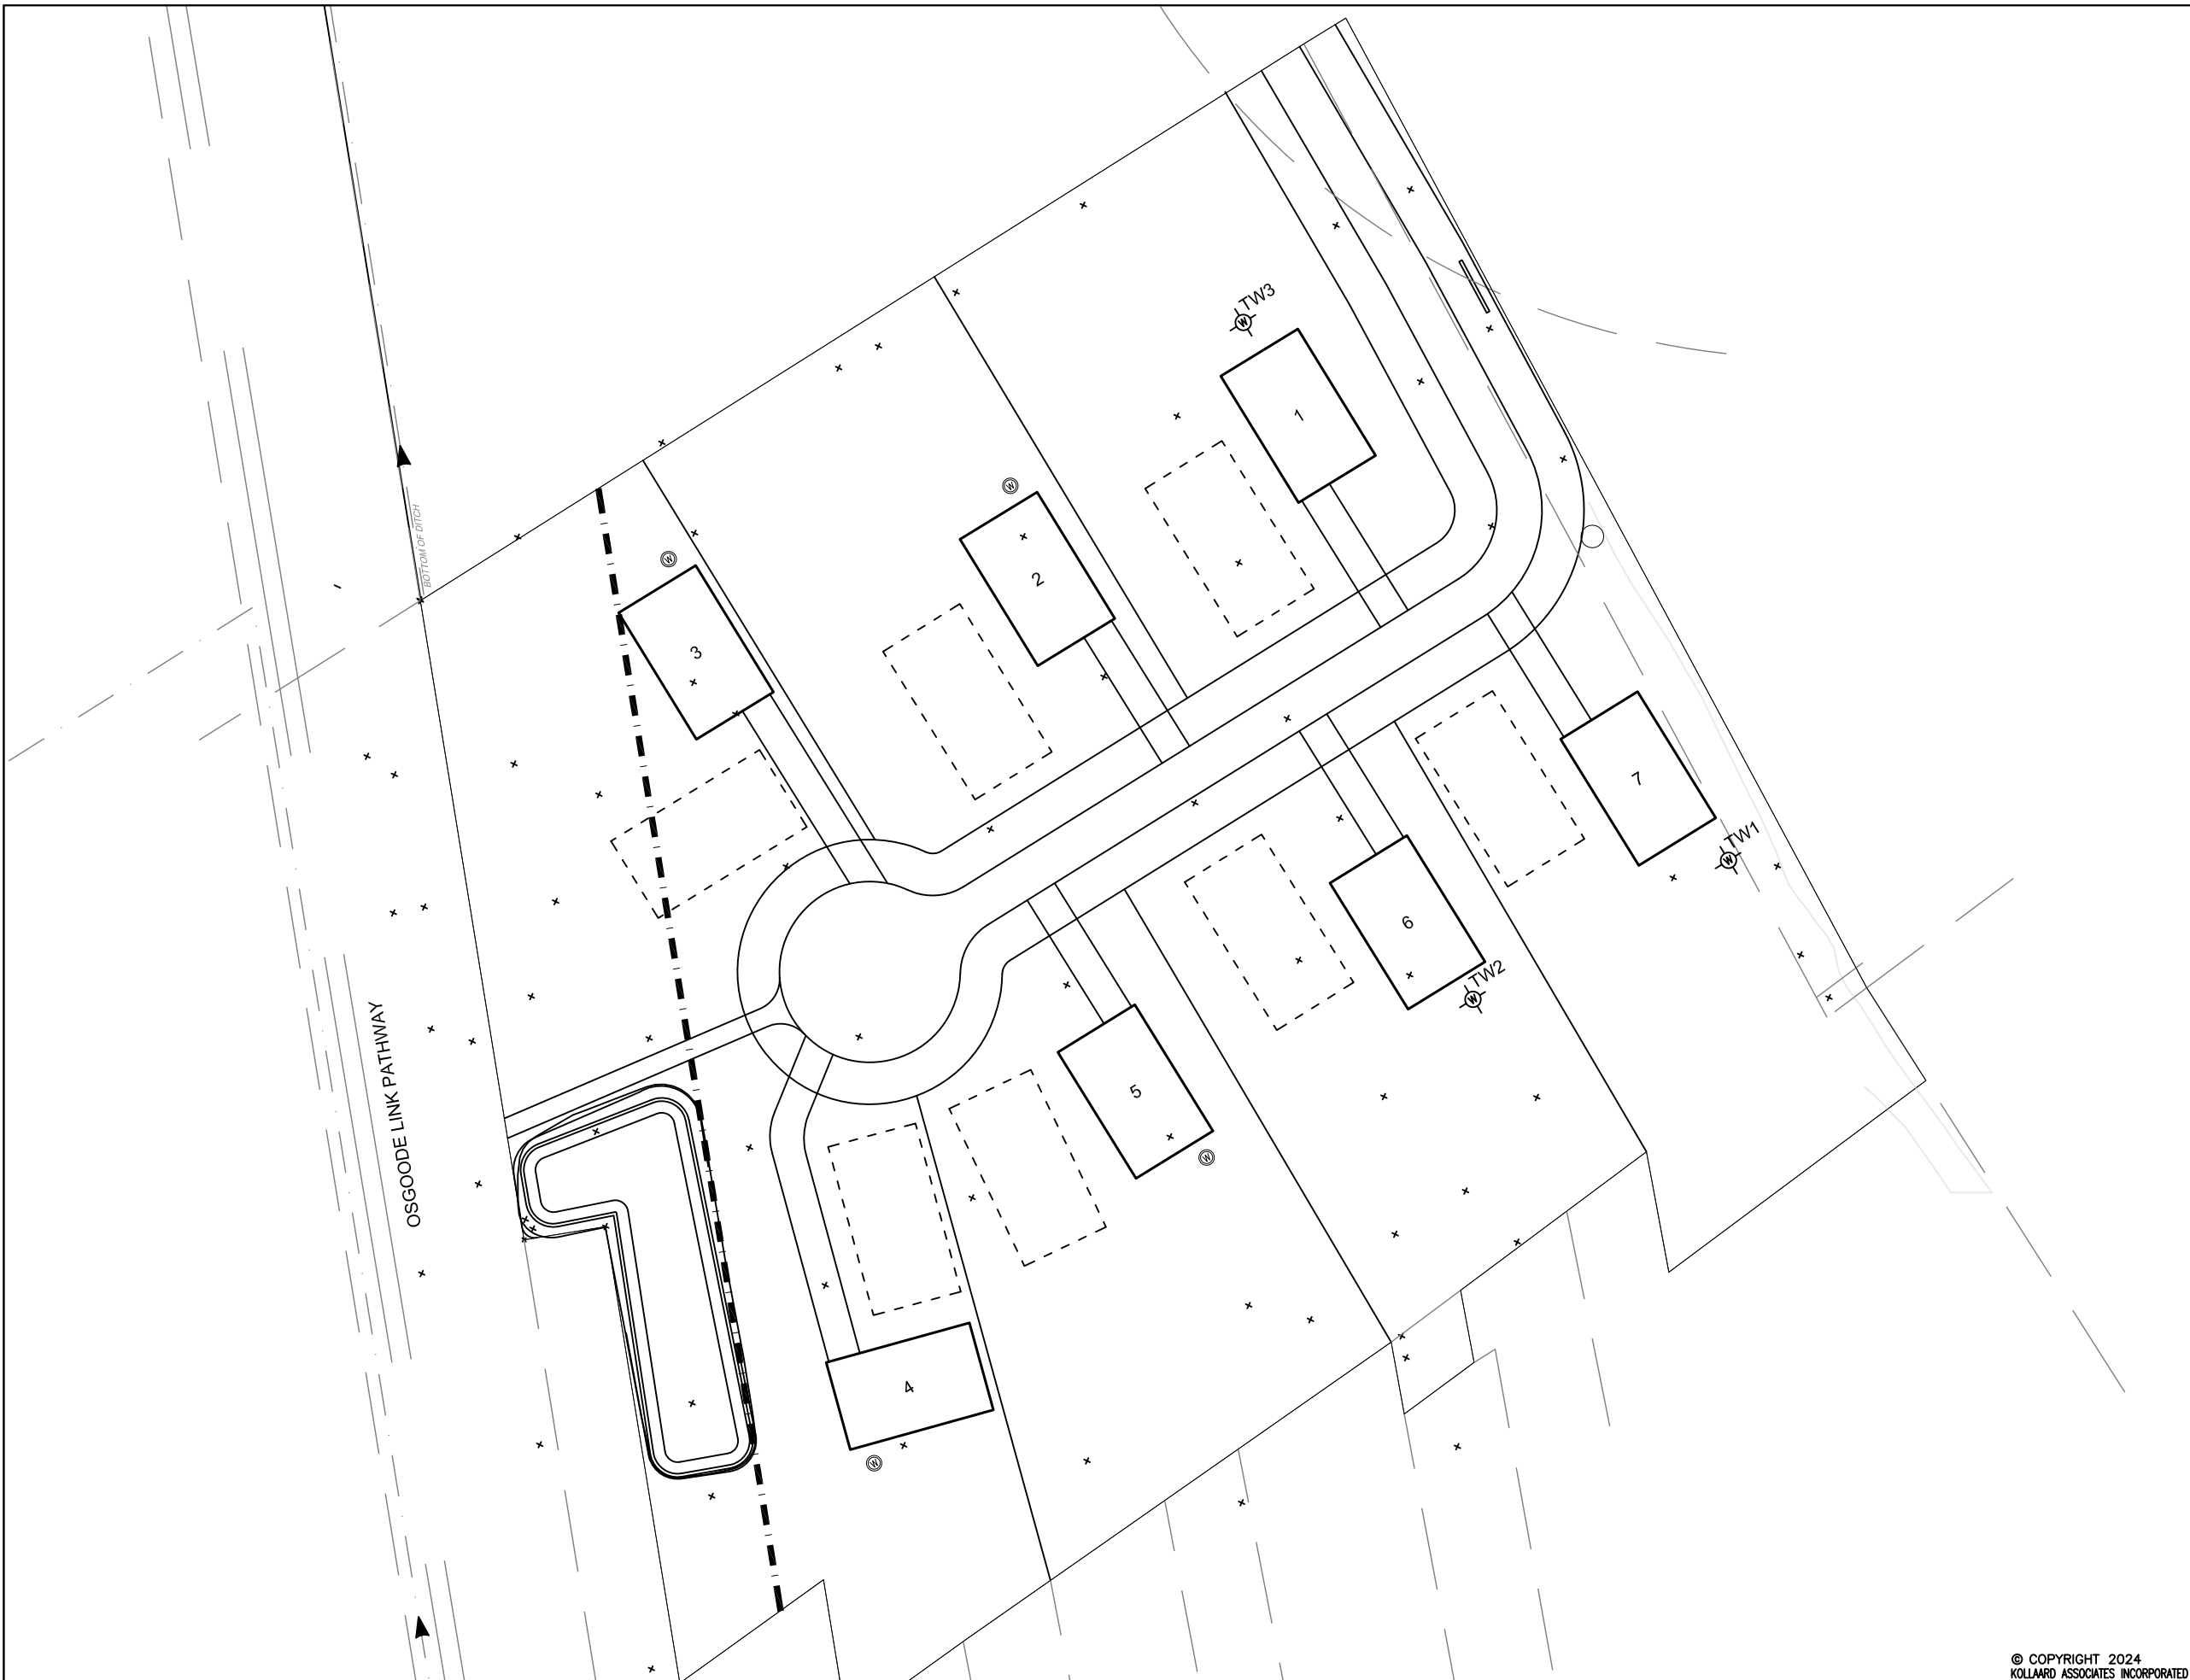 TW3
1
BOTTOM OF DITCH
W
2
W
3
7
TW1
W
6
TW2
W
OSGOODE LINK PATHWAY
5
W
4
W
© COPYRIGHT 2024
KOLLAARD ASSOCIATES INCORPORATED